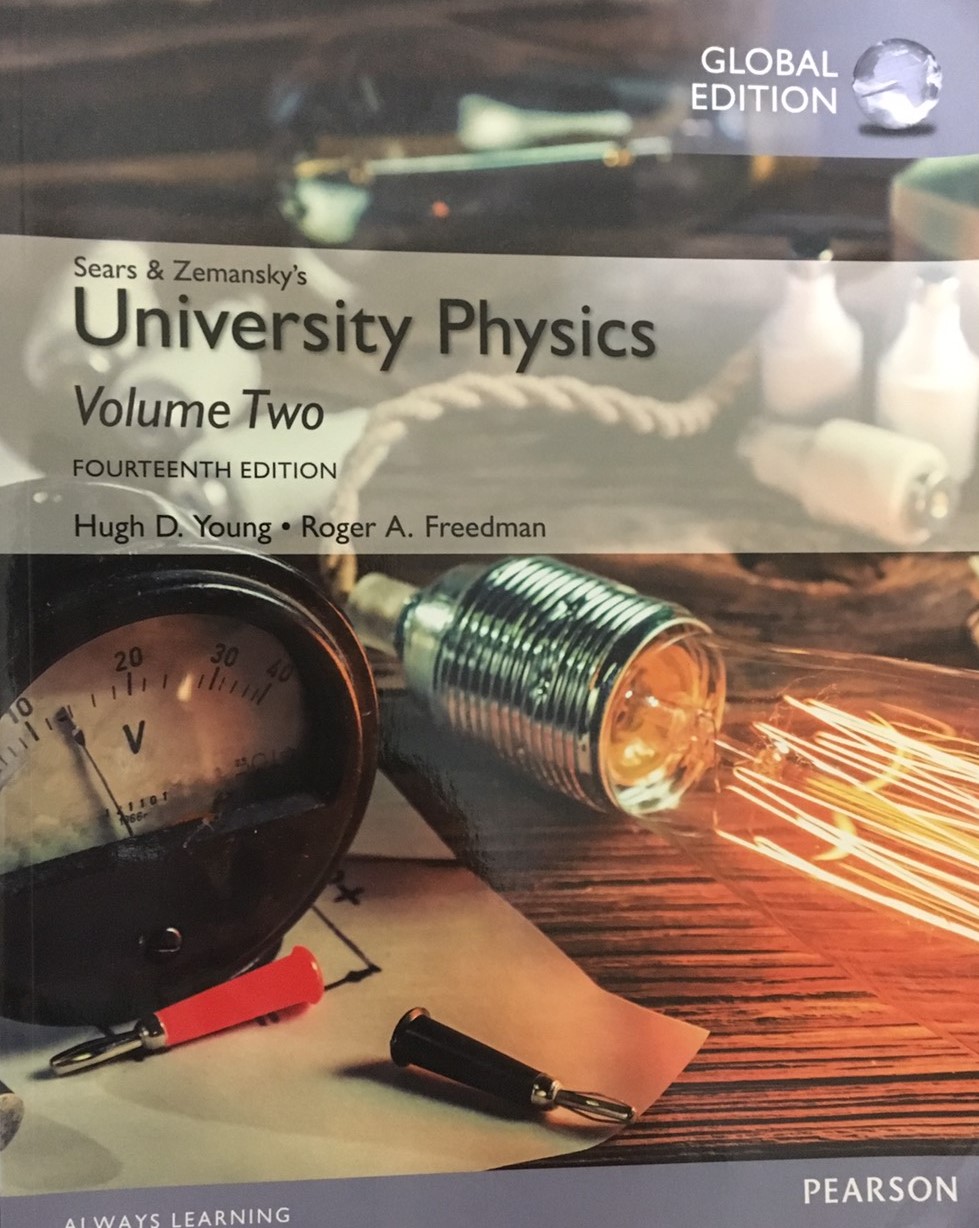 GLOBAL
EDITION
Sears & Zemansky's
University Physics
Volume Two
FOURTEENTH EDITION
Hugh D. Young • Roger A. Freedman
10 20 30 40
V
ALWAYS LEARNING
PEARSON